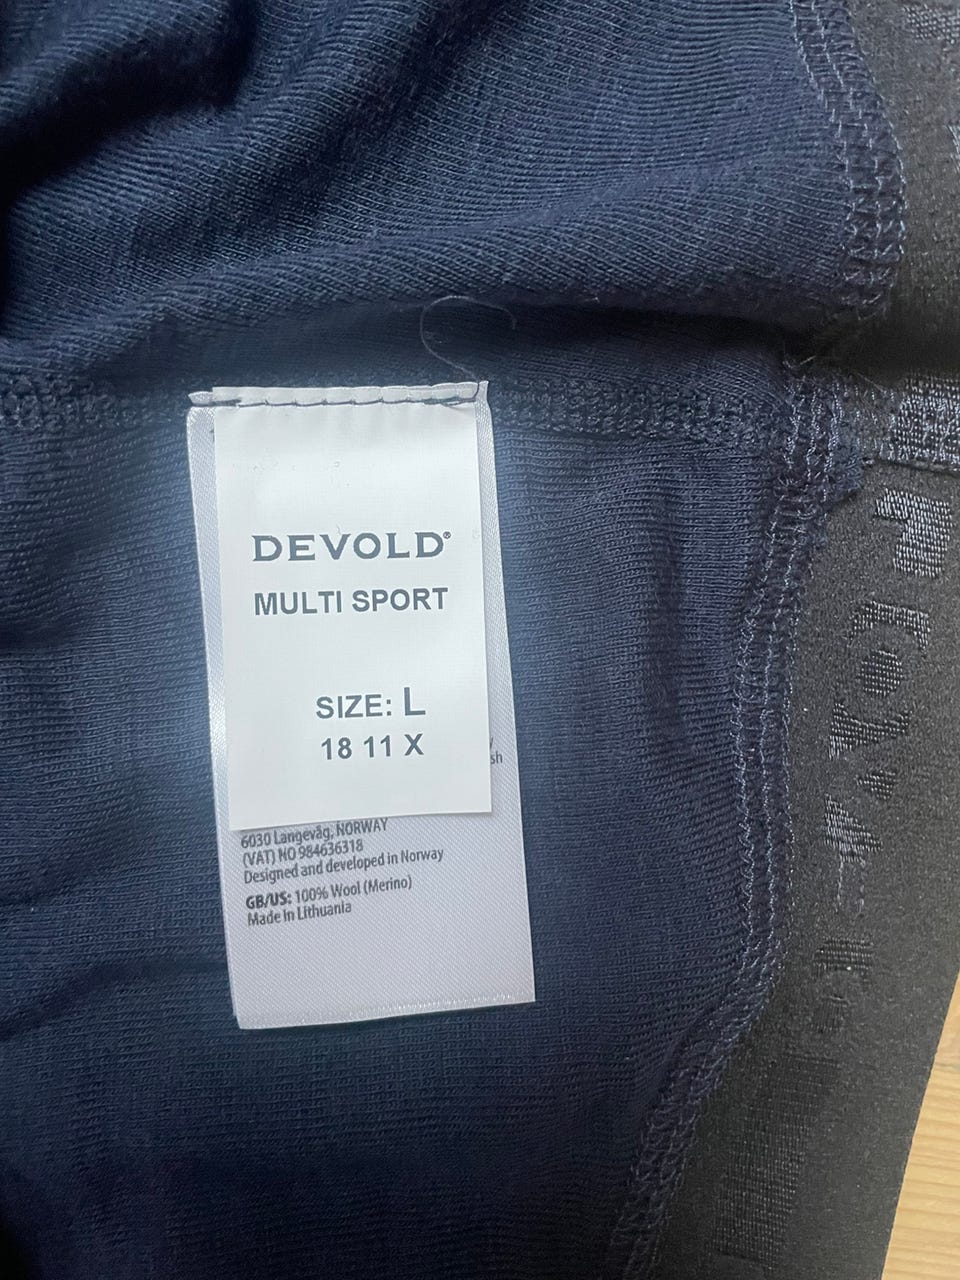 DEVOLD®
MULTI SPORT
SIZE: L
18 11 X
sh
6030 Langevåg, NORWAY
(VAT) NO 984636318
Designed and developed in Norway
GB/US: 100% Wool (Merino)
Made in Lithuania